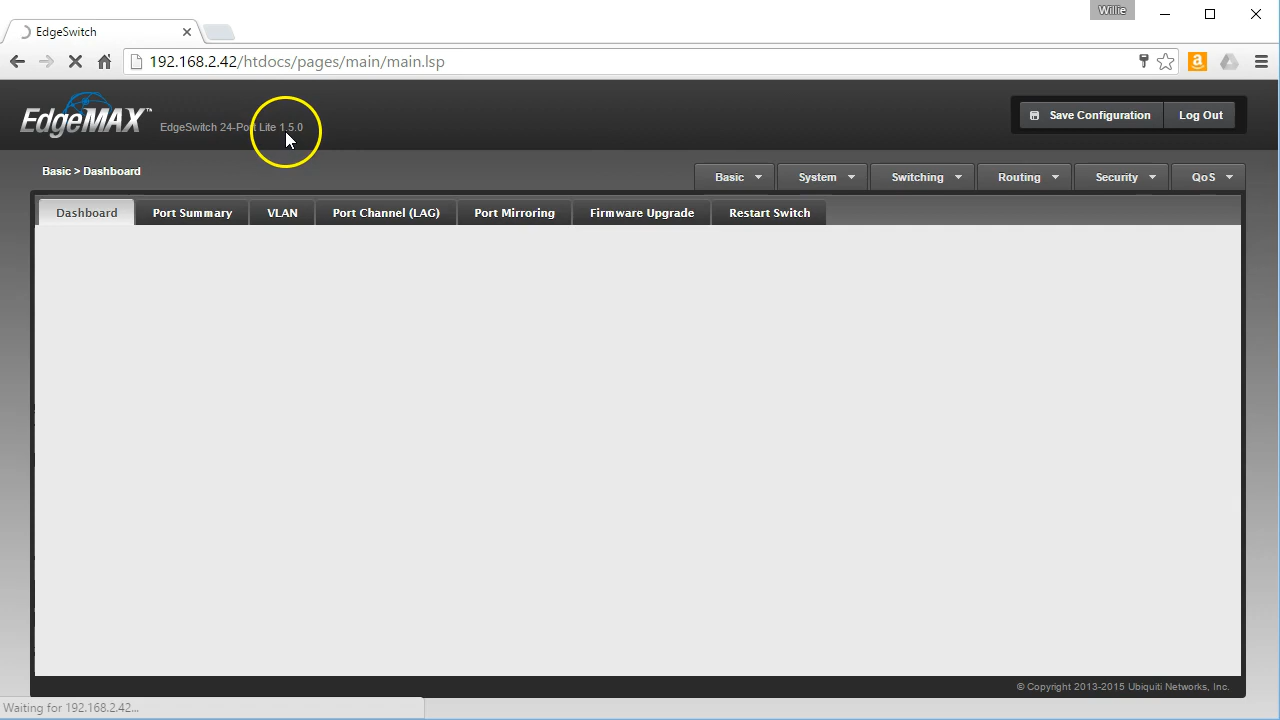 Willie
EdgeSwitch
192.168.2.42/htdocs/pages/main/main.lsp
EdgeMAX™
EdgeSwitch 24-Port Lite 1.5.0
Save Configuration
Log Out
Basic > Dashboard
Basic
System
Switching
Routing
Security
QoS
Dashboard
Port Summary
VLAN
Port Channel (LAG)
Port Mirroring
Firmware Upgrade
Restart Switch
© Copyright 2013-2015 Ubiquiti Networks, Inc.
Waiting for 192.168.2.42...